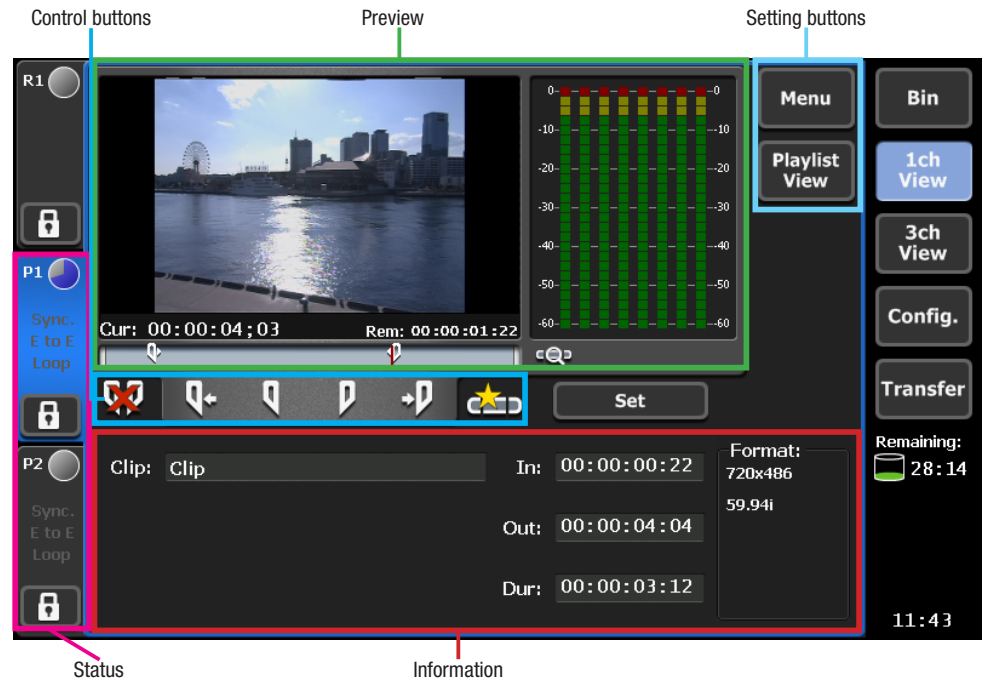 Control buttons
Preview
Setting buttons
R1
P1
Sync.
E to E
Loop
P2
Sync.
E to E
Loop
Cur: 00:00:04;03
Rem: 00:00:01:22
0 0
-10 -10
-20 -20
-30 -30
-40 -40
-50 -50
-60 -60
Menu
Playlist
View
Bin
1ch
View
3ch
View
Config.
Transfer
Remaining:
28:14
11:43
Set
Clip: Clip
In: 00:00:00:22
Out: 00:00:04:04
Dur: 00:00:03:12
Format:
720x486
59.94i
Status
Information